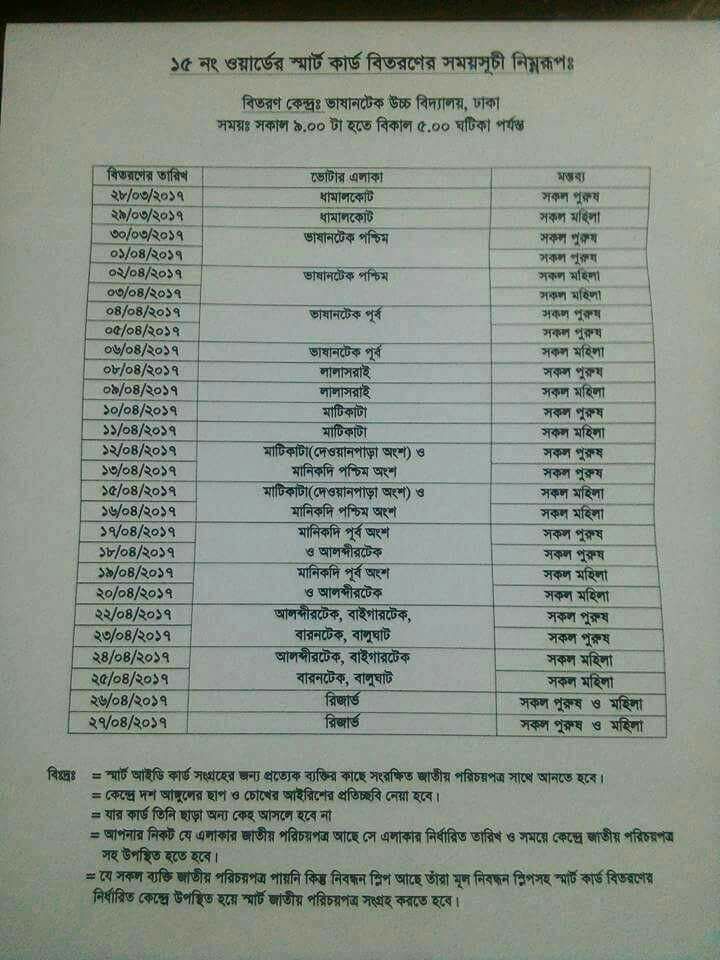 ১৫ নং ওয়ার্ডের স্মার্ট কার্ড বিতরণের সময়সূচী নিম্নরূপঃ
বিতরণ কেন্দ্রঃ ভাষানটেক উচ্চ বিদ্যালয়, ঢাকা
সময়ঃ সকাল ৯.০০ টা হতে বিকাল ৫.০০ ঘটিকা পর্যন্ত
বিতরণের তারিখ ভোটার এলাকা মন্তব্য
২৮/০৩/২০১৭ ধামালকোট সকল পুরুষ
২৯/০৩/২০১৭ ধামালকোট সকল মহিলা
৩০/০৩/২০১৭ ভাষানটেক পশ্চিম সকল পুরুষ
০১/০৪/২০১৭ সকল পুরুষ
০২/০৪/২০১৭ ভাষানটেক পশ্চিম সকল মহিলা
০৩/০৪/২০১৭ সকল মহিলা
০৪/০৪/২০১৭ ভাষানটেক পূর্ব সকল পুরুষ
০৫/০৪/২০১৭ সকল পুরুষ
০৬/০৪/২০১৭ ভাষানটেক পূর্ব সকল মহিলা
০৮/০৪/২০১৭ লালাসরাই সকল পুরুষ
০৯/০৪/২০১৭ লালাসরাই সকল মহিলা
১০/০৪/২০১৭ মাটিকাটা সকল পুরুষ
১১/০৪/২০১৭ মাটিকাটা সকল মহিলা
১২/০৪/২০১৭ মাটিকাটা(দেওয়ানপাড়া অংশ) ও সকল পুরুষ
১৩/০৪/২০১৭ মানিকদি পশ্চিম অংশ সকল পুরুষ
১৫/০৪/২০১৭ মাটিকাটা(দেওয়ানপাড়া অংশ) ও সকল মহিলা
১৬/০৪/২০১৭ মানিকদি পশ্চিম অংশ সকল মহিলা
১৭/০৪/২০১৭ মানিকদি পূর্ব অংশ সকল পুরুষ
১৮/০৪/২০১৭ ও আলব্দীরটেক সকল পুরুষ
১৯/০৪/২০১৭ মানিকদি পূর্ব অংশ সকল মহিলা
২০/০৪/২০১৭ ও আলব্দীরটেক সকল মহিলা
২২/০৪/২০১৭ আলব্দীরটেক, বাইগারটেক, সকল পুরুষ
২৩/০৪/২০১৭ বারনটেক, বালুঘাট সকল পুরুষ
২৪/০৪/২০১৭ আলব্দীরটেক, বাইগারটেক সকল মহিলা
২৫/০৪/২০১৭ বারনটেক, বালুঘাট সকল মহিলা
২৬/০৪/২০১৭ রিজার্ভ সকল পুরুষ ও মহিলা
২৭/০৪/২০১৭ রিজার্ভ সকল পুরুষ ও মহিলা
বিঃদ্রঃ = স্মার্ট আইডি কার্ড সংগ্রহের জন্য প্রত্যেক ব্যক্তির কাছে সংরক্ষিত জাতীয় পরিচয়পত্র সাথে আনতে হবে।
= কেন্দ্রে দশ আঙ্গুলের ছাপ ও চোখের আইরিশের প্রতিচ্ছবি নেয়া হবে।
= যার কার্ড তিনি ছাড়া অন্য কেহ আসলে হবে না
= আপনার নিকট যে এলাকার জাতীয় পরিচয়পত্র আছে সে এলাকার নির্ধারিত তারিখ ও সময়ে কেন্দ্রে জাতীয় পরিচয়পত্র
সহ উপস্থিত হতে হবে।
= যে সকল ব্যক্তি জাতীয় পরিচয়পত্র পায়নি কিন্তু নিবন্ধন স্লিপ আছে তাঁরা মূল নিবন্ধন স্লিপসহ স্মার্ট কার্ড বিতরণের
নির্ধারিত কেন্দ্রে উপস্থিত হয়ে স্মার্ট জাতীয় পরিচয়পত্র সংগ্রহ করতে হবে।